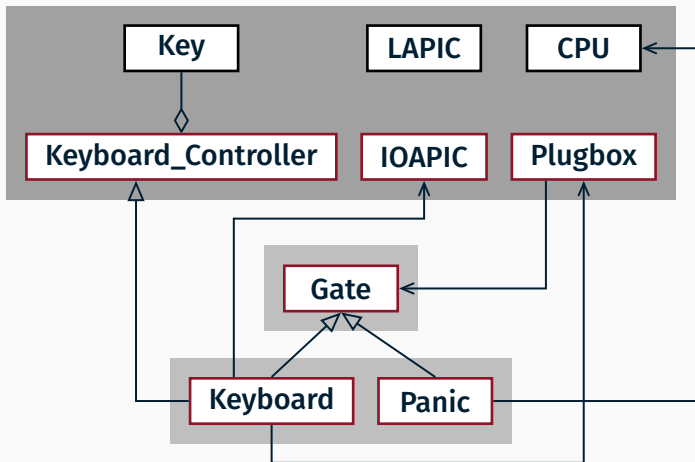 Key
LAPIC
CPU
Keyboard_Controller
IOAPIC
Plugbox
Gate
Keyboard
Panic